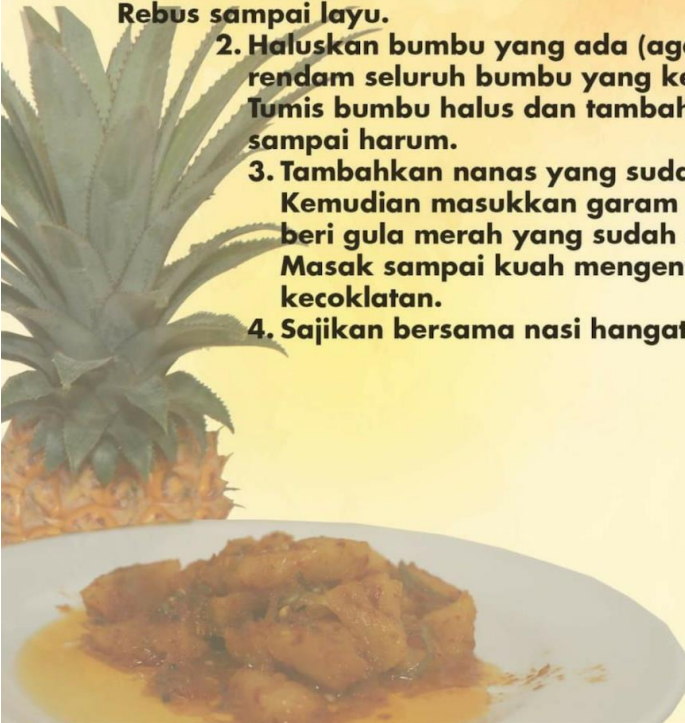 Rebus sampai layu.
2. Haluskan bumbu yang ada (aga
rendam seluruh bumbu yang ke
Tumis bumbu halus dan tambah
sampai harum.
3. Tambahkan nanas yang suda
Kemudian masukkan garam
beri gula merah yang sudah
Masak sampai kuah mengen
kecoklatan.
4. Sajikan bersama nasi hangat